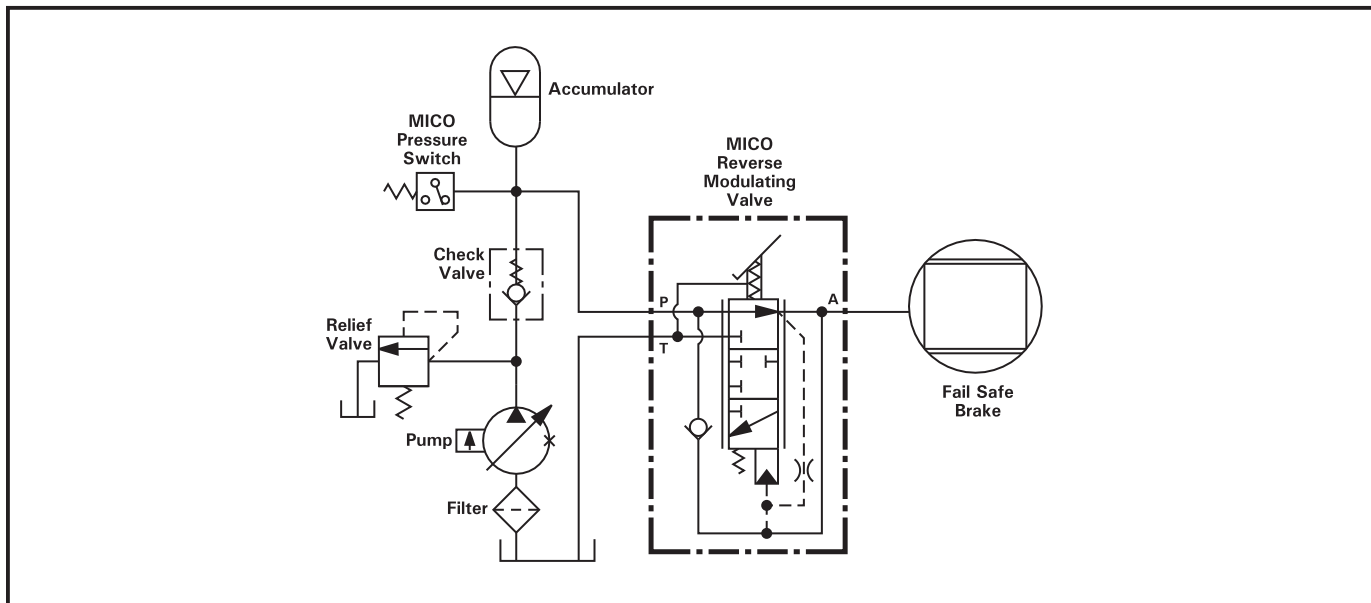 Accumulator
MICO
Pressure
Switch
MICO
Reverse
Modulating
Valve
Check
Valve
P
A
Relief
Valve
T
Fail Safe
Brake
Pump
Filter